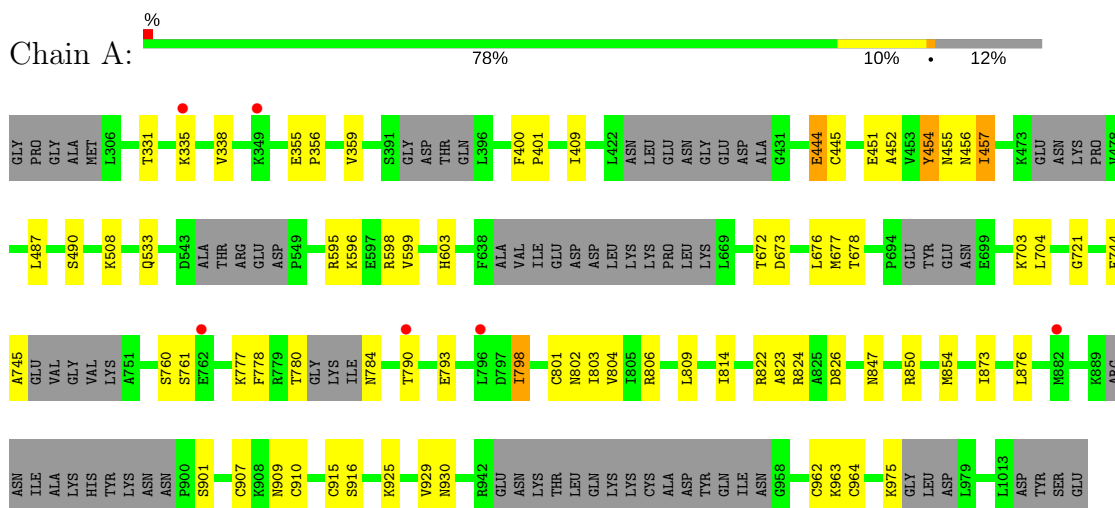 %
Chain A:
78% 10% • 12%
GLY PRO GLY ALA MET L306 T331 K335 V338 K349 E355 P356 V359 S391 GLY ASP THR GLN L396 F400 P401 I409 L422 ASN LEU GLU ASN GLY GLU ASP ALA G431 E444 C445 E451 A452 V453 Y454 N455 N456 I457 K473 GLU ASN LYS PRO V478
L487 S490 K508 Q533 D543 ALA THR ARG GLU ASP P549 R595 K596 E597 R598 V599 H603 F638 ALA VAL ILE GLU ASP ASP LEU LYS LYS PRO LEU LYS L669 T672 D673 L676 M677 T678 P694 GLU TYR GLU ASN E699 K703 L704 G721 E744
A745 GLU VAL GLY VAL LYS A751 S760 S761 E762 K777 F778 R779 T780 GLY LYS ILE N784 T790 E793 L796 D797 I798 C801 N802 I803 V804 I805 R806 L809 I814 R822 A823 R824 A825 D826 N847 R850 M854 I873 L876 M882 K889 ARG
ASN ILE ALA LYS HIS TYR LYS ASN ASN P900 S901 C907 K908 N909 C910 C915 S916 K925 V929 N930 R942 GLU ASN LYS THR LEU GLN LYS LYS CYS ALA ASP TYR GLN ILE ASN G958 C962 K963 C964 K975 GLY LEU ASP L979 L1013 ASP TYR SER GLU